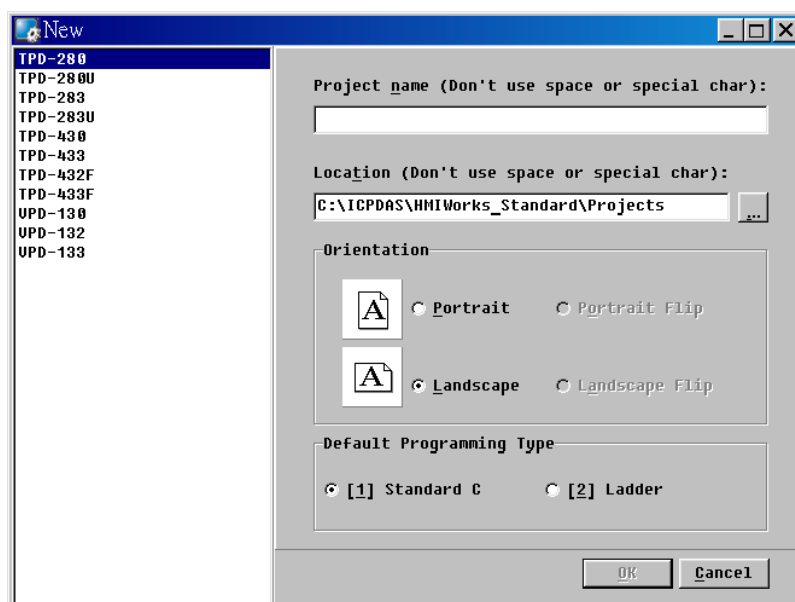 New
TPD-280
TPD-280U
TPD-283
TPD-283U
TPD-430
TPD-433
TPD-432F
TPD-433F
VPD-130
VPD-132
VPD-133
Project name (Don't use space or special char):
Location (Don't use space or special char):
C:\ICPDAS\HMIWorks_Standard\Projects
...
Orientation
A
Portrait
Portrait Flip
A
Landscape
Landscape Flip
Default Programming Type
[1] Standard C
[2] Ladder
OK
Cancel